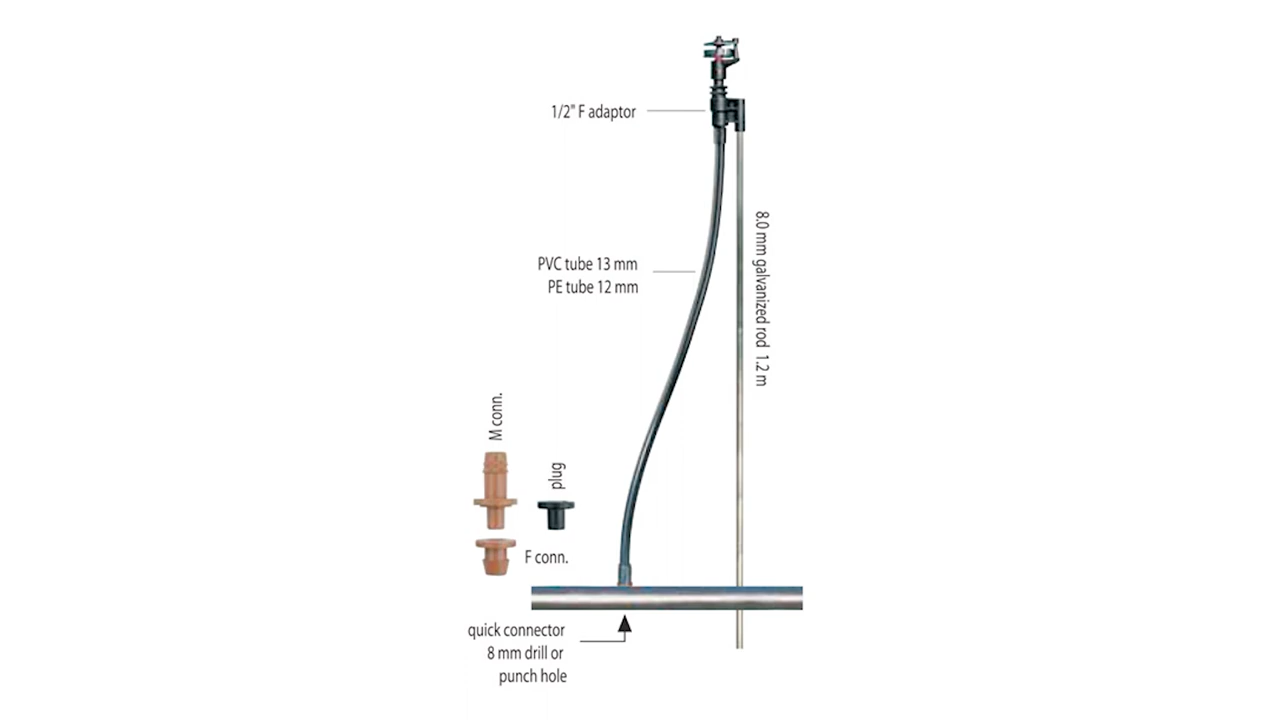 1/2" F adaptor
8.0 mm galvanized rod 1.2 m
PVC tube 13 mm
PE tube 12 mm
M conn.
plug
F conn.
quick connector
8 mm drill or
punch hole